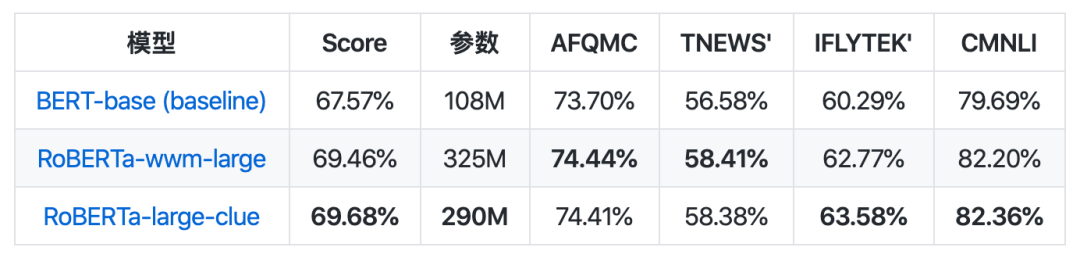 模型 Score 参数 AFQMC TNEWS' IFLYTEK' CMNLI
BERT-base (baseline) 67.57% 108M 73.70% 56.58% 60.29% 79.69%
RoBERTa-wwm-large 69.46% 325M 74.44% 58.41% 62.77% 82.20%
RoBERTa-large-clue 69.68% 290M 74.41% 58.38% 63.58% 82.36%